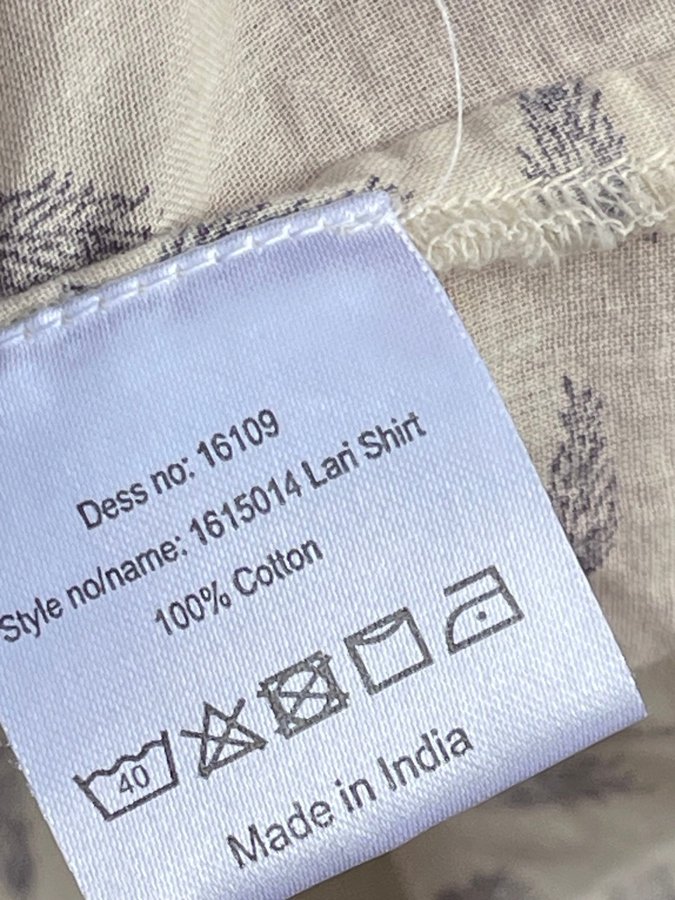 Dess no: 16109
Style no/name: 1615014 Lari Shirt
100% Cotton
40
Made in India